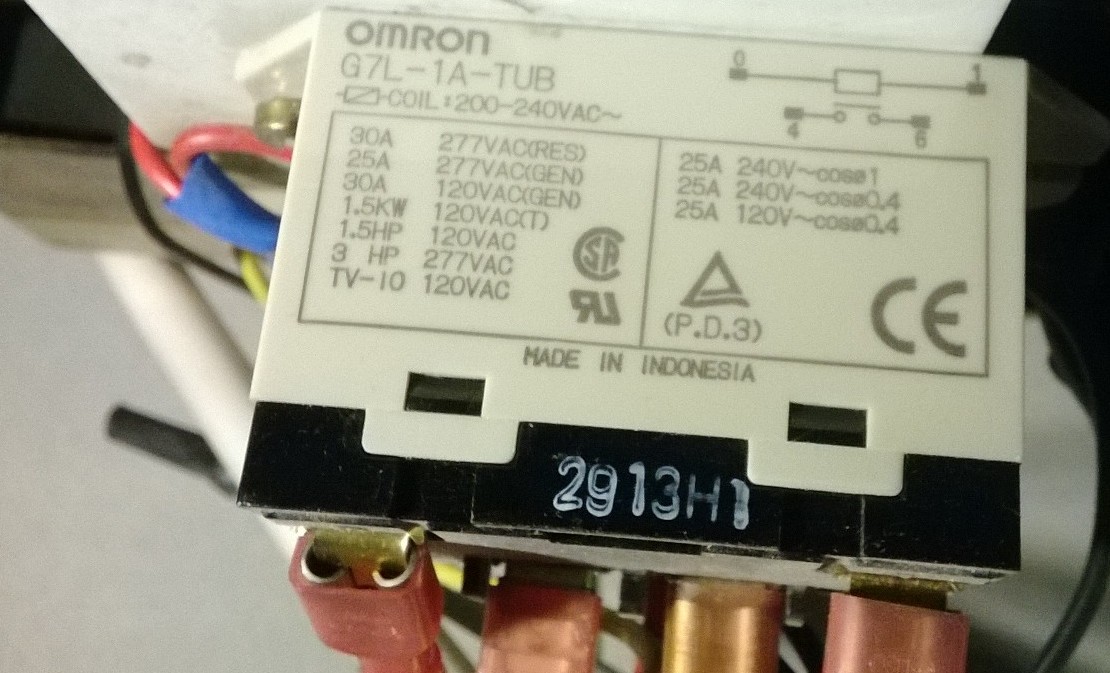 OMRON
G7L-1A-TUB
COIL:200-240VAC~
0 1
4 6
30A 277VAC(RES)
25A 277VAC(GEN)
30A 120VAC(GEN)
1.5KW 120VAC(T)
1.5HP 120VAC
3 HP 277VAC
TV-10 120VAC
SA
RU
25A 240V~cosø1
25A 240V~cosø0.4
25A 120V~cosø0.4
(P.D.3)
CE
MADE IN INDONESIA
2913H1